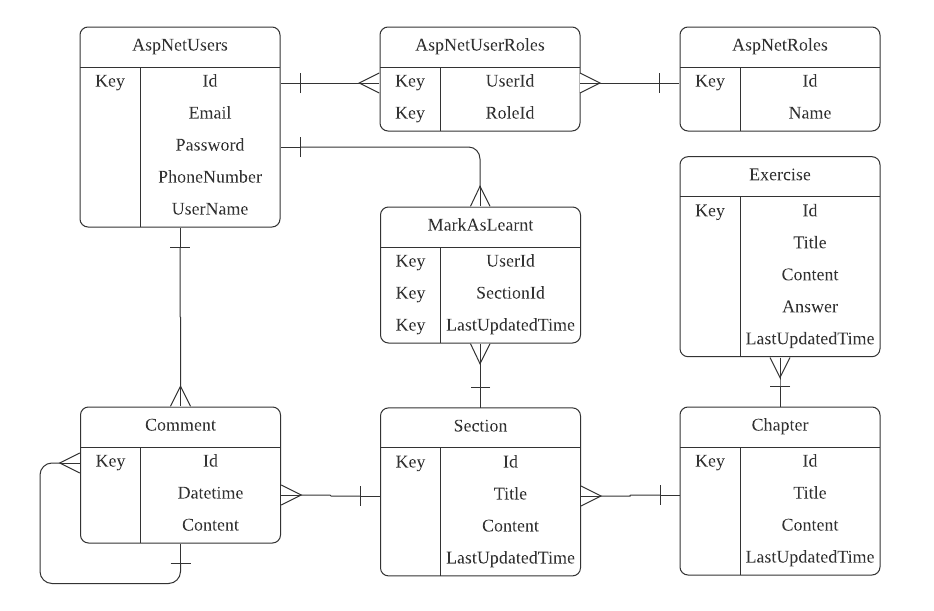 AspNetUsers
Key Id
Email
Password
PhoneNumber
UserName
AspNetUserRoles
Key UserId
Key RoleId
AspNetRoles
Key Id
Name
MarkAsLearnt
Key UserId
Key SectionId
Key LastUpdatedTime
Exercise
Key Id
Title
Content
Answer
LastUpdatedTime
Comment
Key Id
Datetime
Content
Section
Key Id
Title
Content
LastUpdatedTime
Chapter
Key Id
Title
Content
LastUpdatedTime